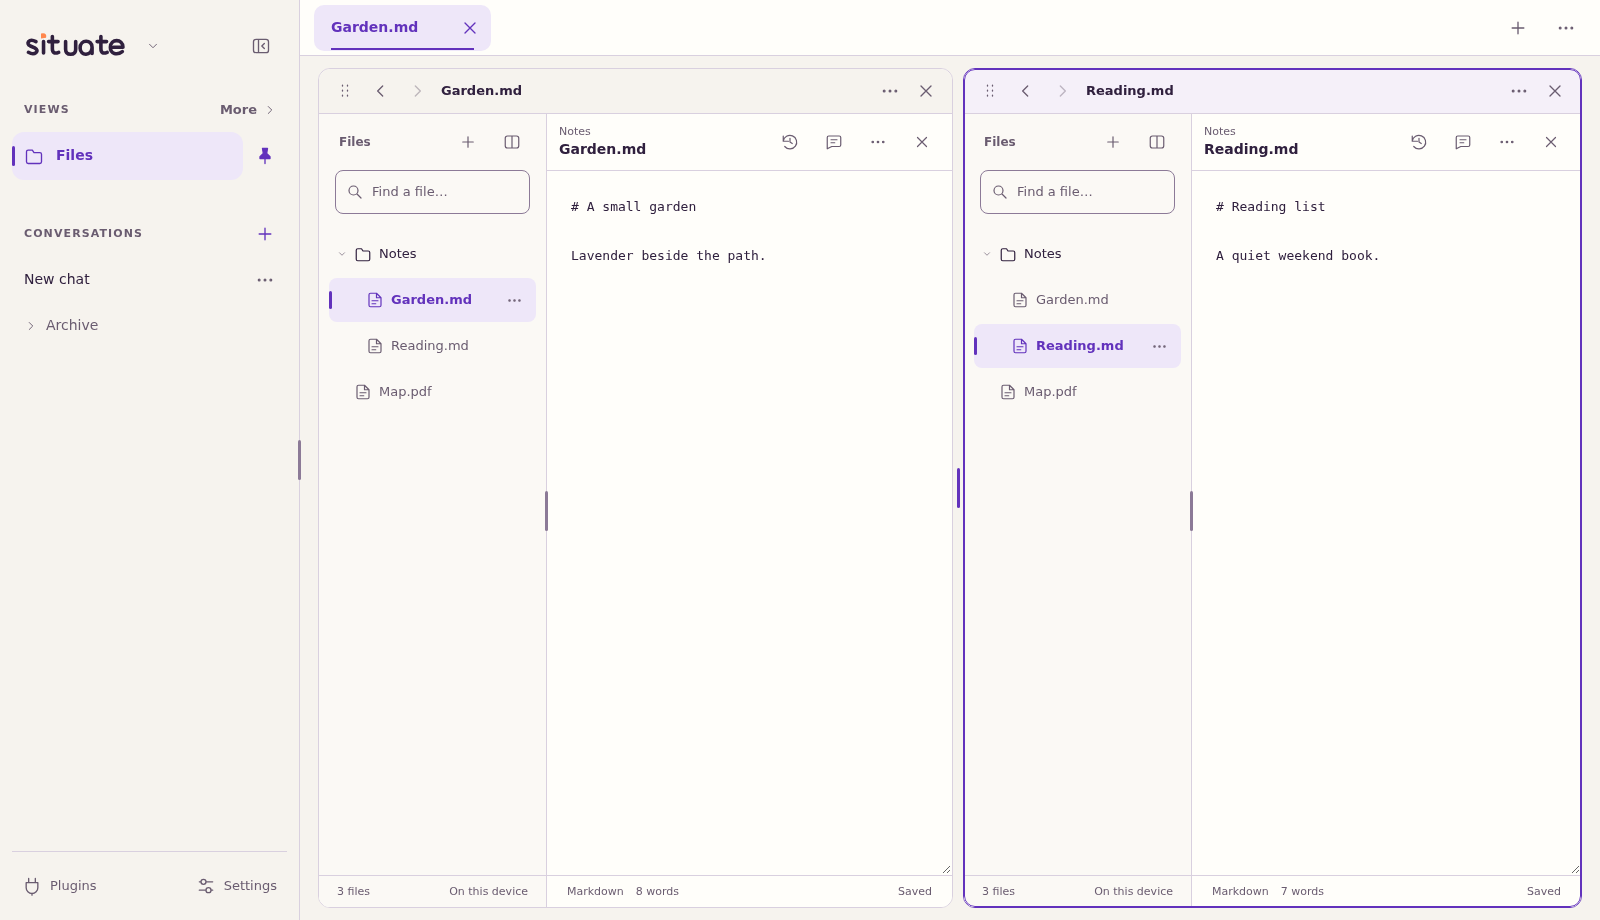 situate
VIEWS
More
Files
CONVERSATIONS
New chat
Archive
Plugins
Settings
Garden.md
Garden.md
Files
Find a file...
Notes
Garden.md
Reading.md
Map.pdf
3 files
On this device
Notes
Garden.md
# A small garden
Lavender beside the path.
Markdown
8 words
Saved
Reading.md
Files
Find a file...
Notes
Garden.md
Reading.md
Map.pdf
3 files
On this device
Notes
Reading.md
# Reading list
A quiet weekend book.
Markdown
7 words
Saved